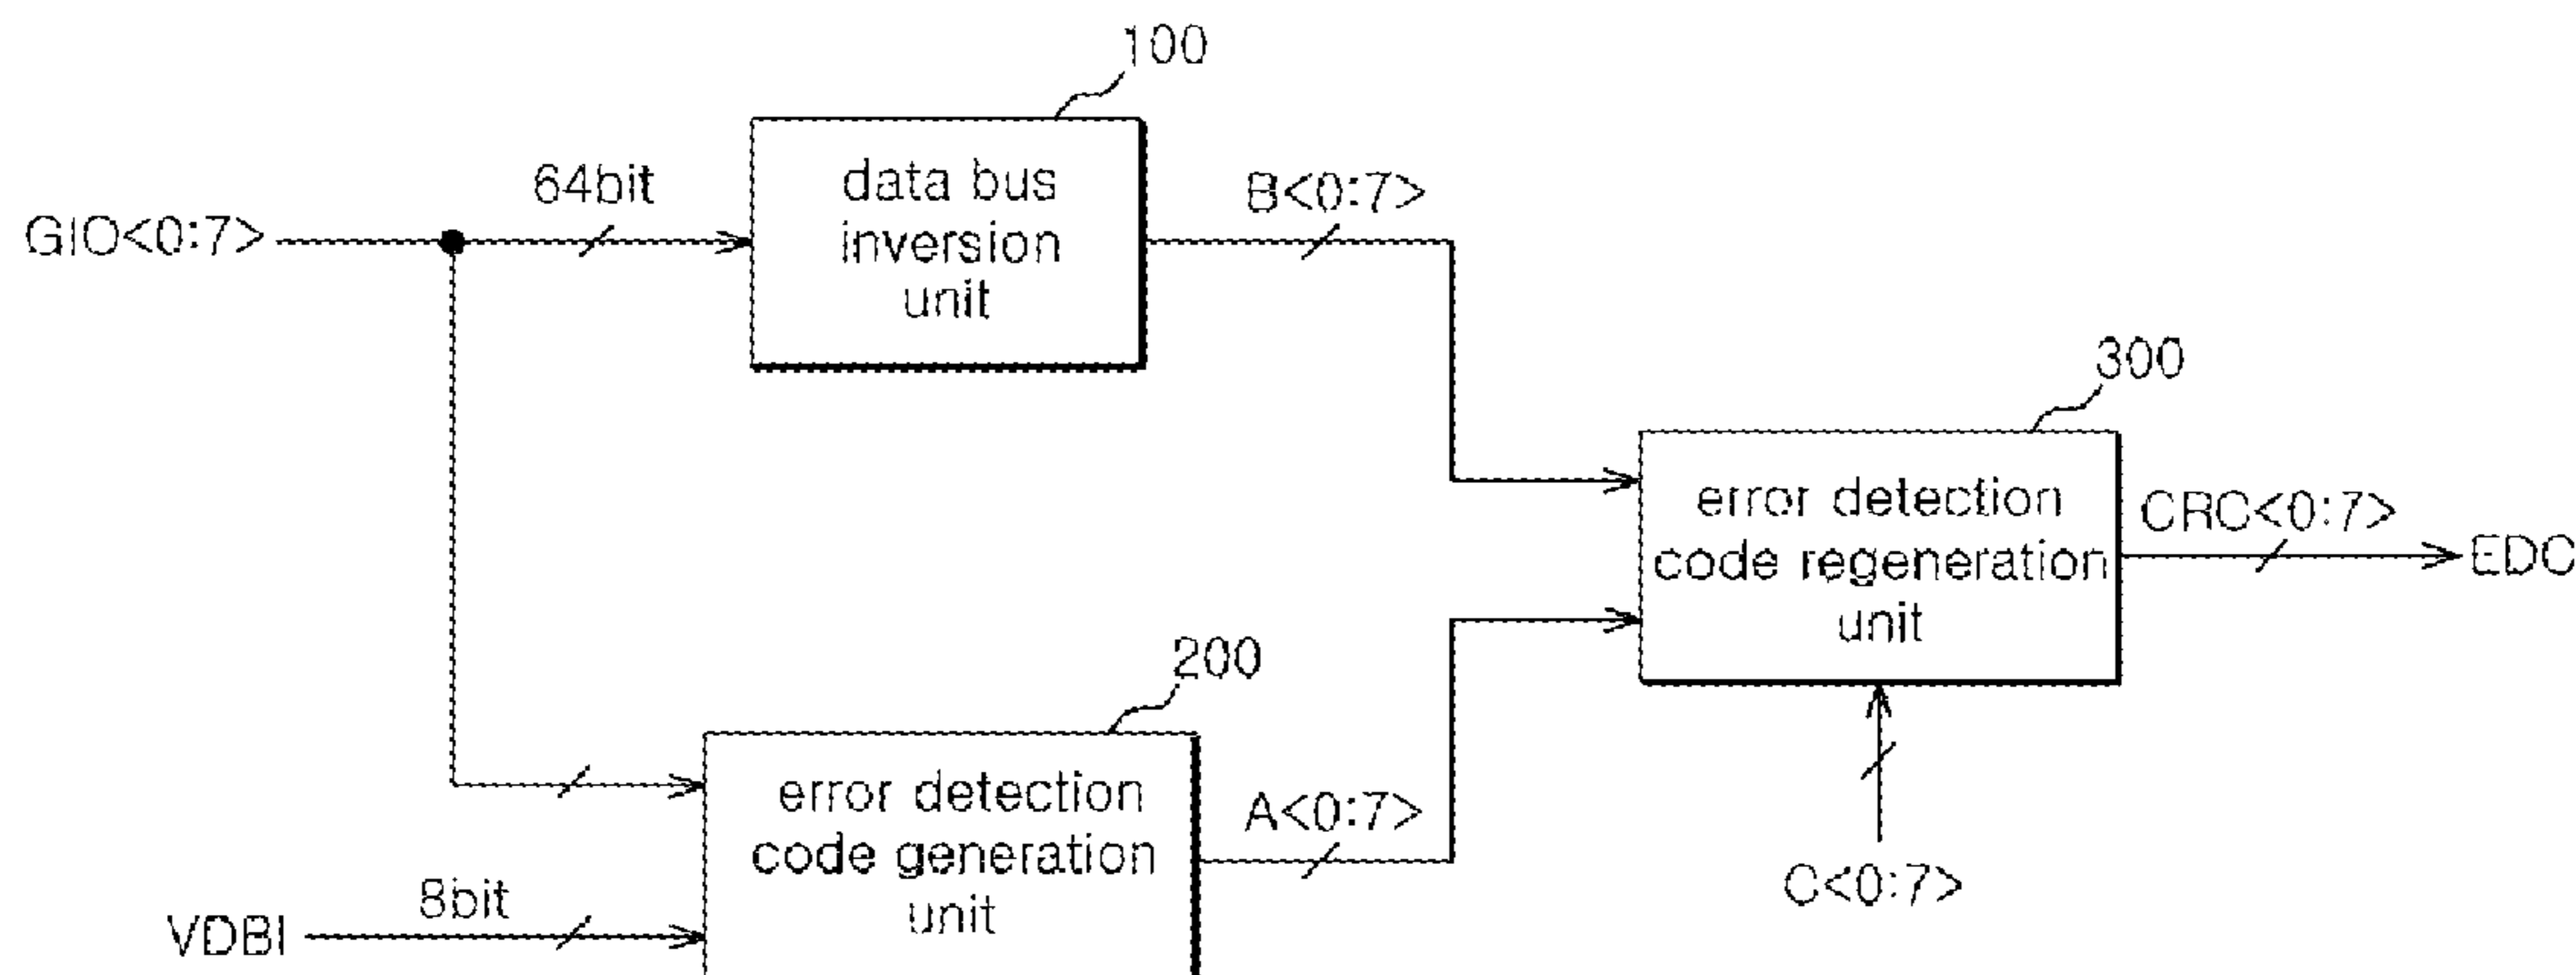 100
64bit
data bus
inversion
unit
B<0:7>
GIO<0:7>
300
error detection
code regeneration
unit
CRC<0:7>
EDC
200
error detection
code generation
unit
A<0:7>
C<0:7>
8bit
VDBI